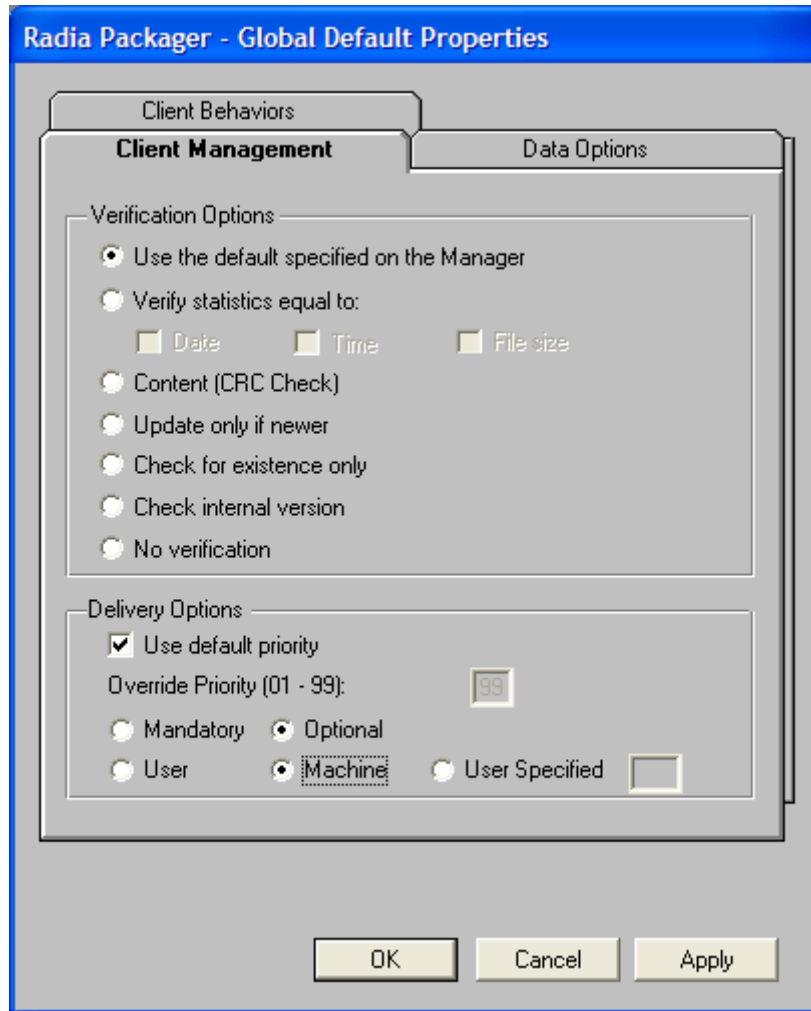 Radia Packager - Global Default Properties
Client Behaviors
Client Management Data Options
Verification Options
Use the default specified on the Manager
Verify statistics equal to:
Date Time File size
Content (CRC Check)
Update only if newer
Check for existence only
Check internal version
No verification
Delivery Options
Use default priority
Override Priority (01 - 99): 99
Mandatory Optional
User Machine User Specified
OK Cancel Apply